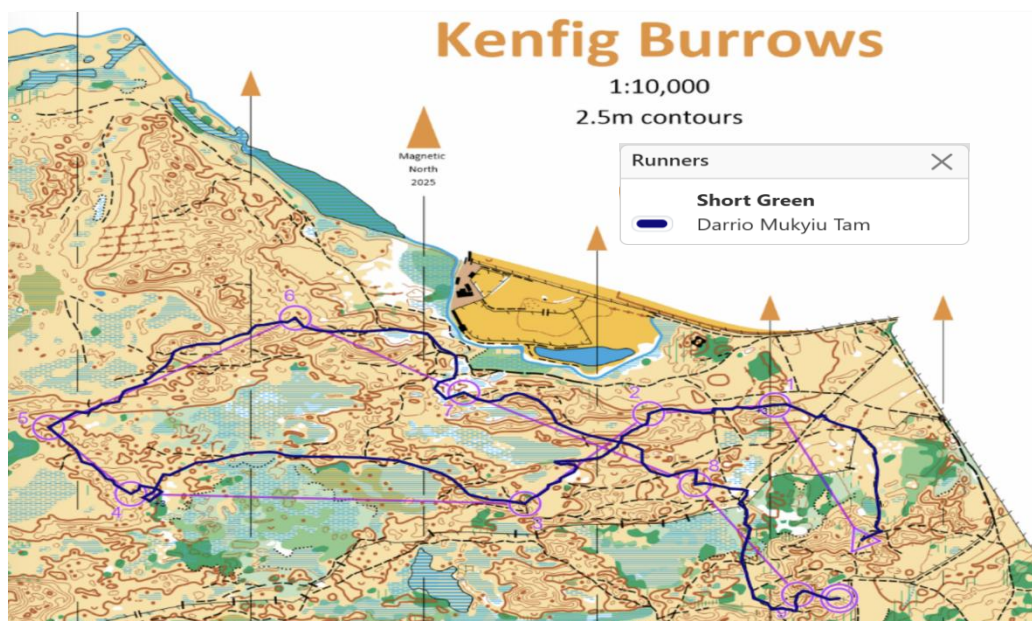 Kenfig Burrows
1:10,000
2.5m contours
Magnetic
North
2025
Runners
Short Green
Darrio Mukyiu Tam
6
1
2
5
8
4
3